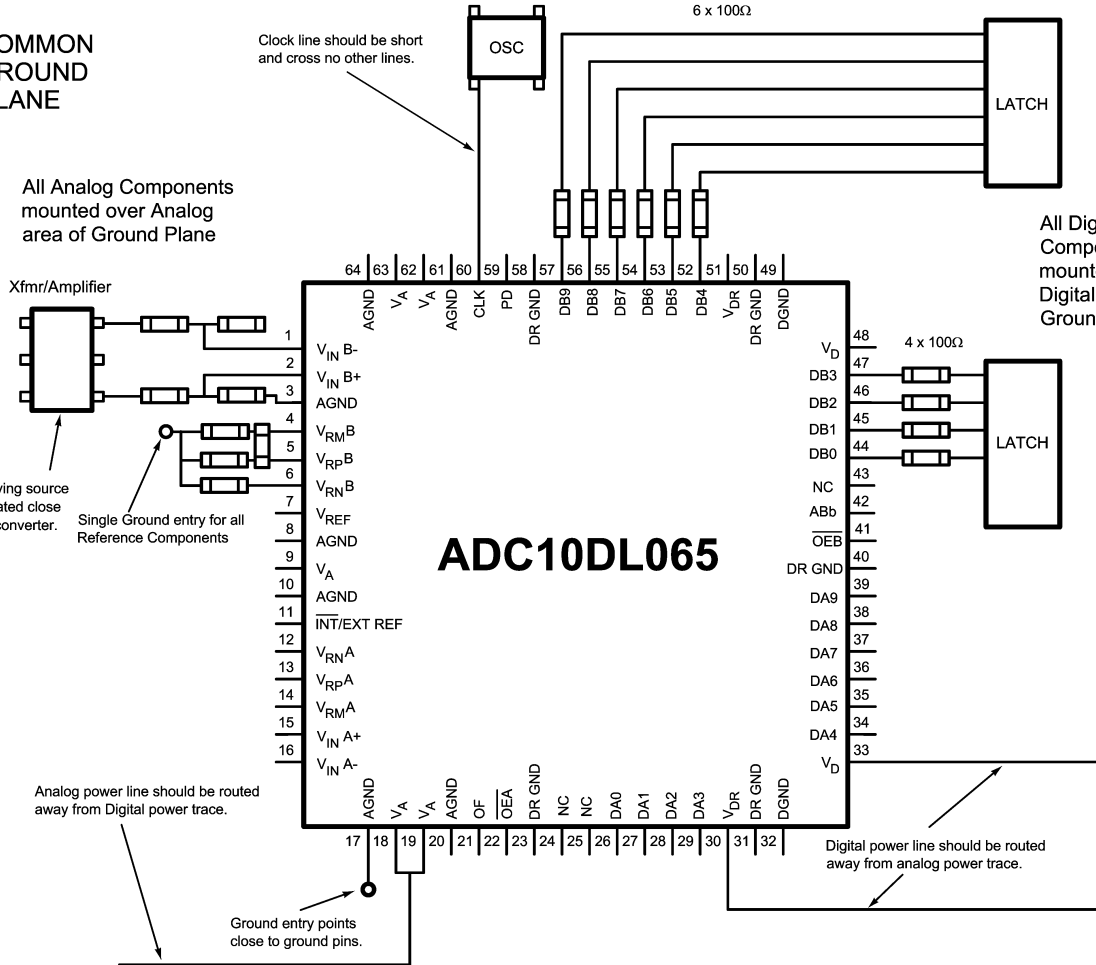 6 x 100Ω
OMMON
ROUND
LANE
Clock line should be short
and cross no other lines.
OSC
LATCH
All Analog Components
mounted over Analog
area of Ground Plane
All Dig
Compo
mount
Digital
Groun
Xfmr/Amplifier
64
63
62
61
60
59
58
57
56
55
54
53
52
51
50
49
AGND
VA
VA
AGND
CLK
PD
DR GND
DB9
DB8
DB7
DB6
DB5
DB4
VDR
DR GND
DGND
1
VIN B-
2
VIN B+
3
AGND
4
VRMB
5
VRPB
6
VRNB
7
VREF
8
AGND
9
VA
10
AGND
11
INT/EXT REF
12
VRNA
13
VRPA
14
VRMA
15
VIN A+
16
VIN A-
ving source
ated close
converter.
Single Ground entry for all
Reference Components
ADC10DL065
48
VD
4 x 100Ω
47
DB3
46
DB2
45
DB1
44
DB0
LATCH
43
NC
42
ABb
41
OEB
40
DR GND
39
DA9
38
DA8
37
DA7
36
DA6
35
DA5
34
DA4
33
VD
AGND
VA
VA
AGND
OF
OEA
DR GND
NC
NC
DA0
DA1
DA2
DA3
VDR
DR GND
DGND
17
18
19
20
21
22
23
24
25
26
27
28
29
30
31
32
Analog power line should be routed
away from Digital power trace.
Digital power line should be routed
away from analog power trace.
Ground entry points
close to ground pins.